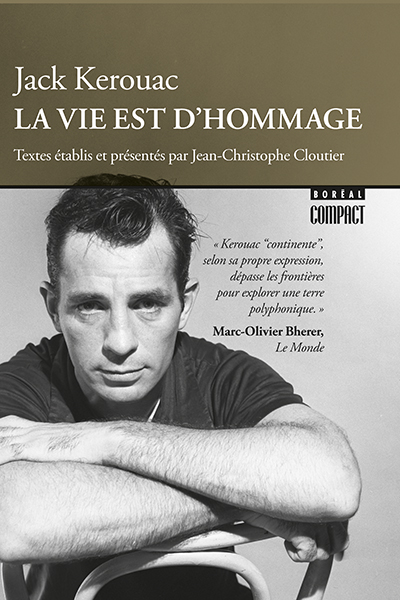 Jack Kerouac
LA VIE EST D’HOMMAGE
Textes établis et présentés par Jean-Christophe Cloutier
BORÉAL
COMPACT
« Kerouac “continente”,
selon sa propre expression,
dépasse les frontières
pour explorer une terre
polyphonique. »
Marc-Olivier Bherer,
Le Monde